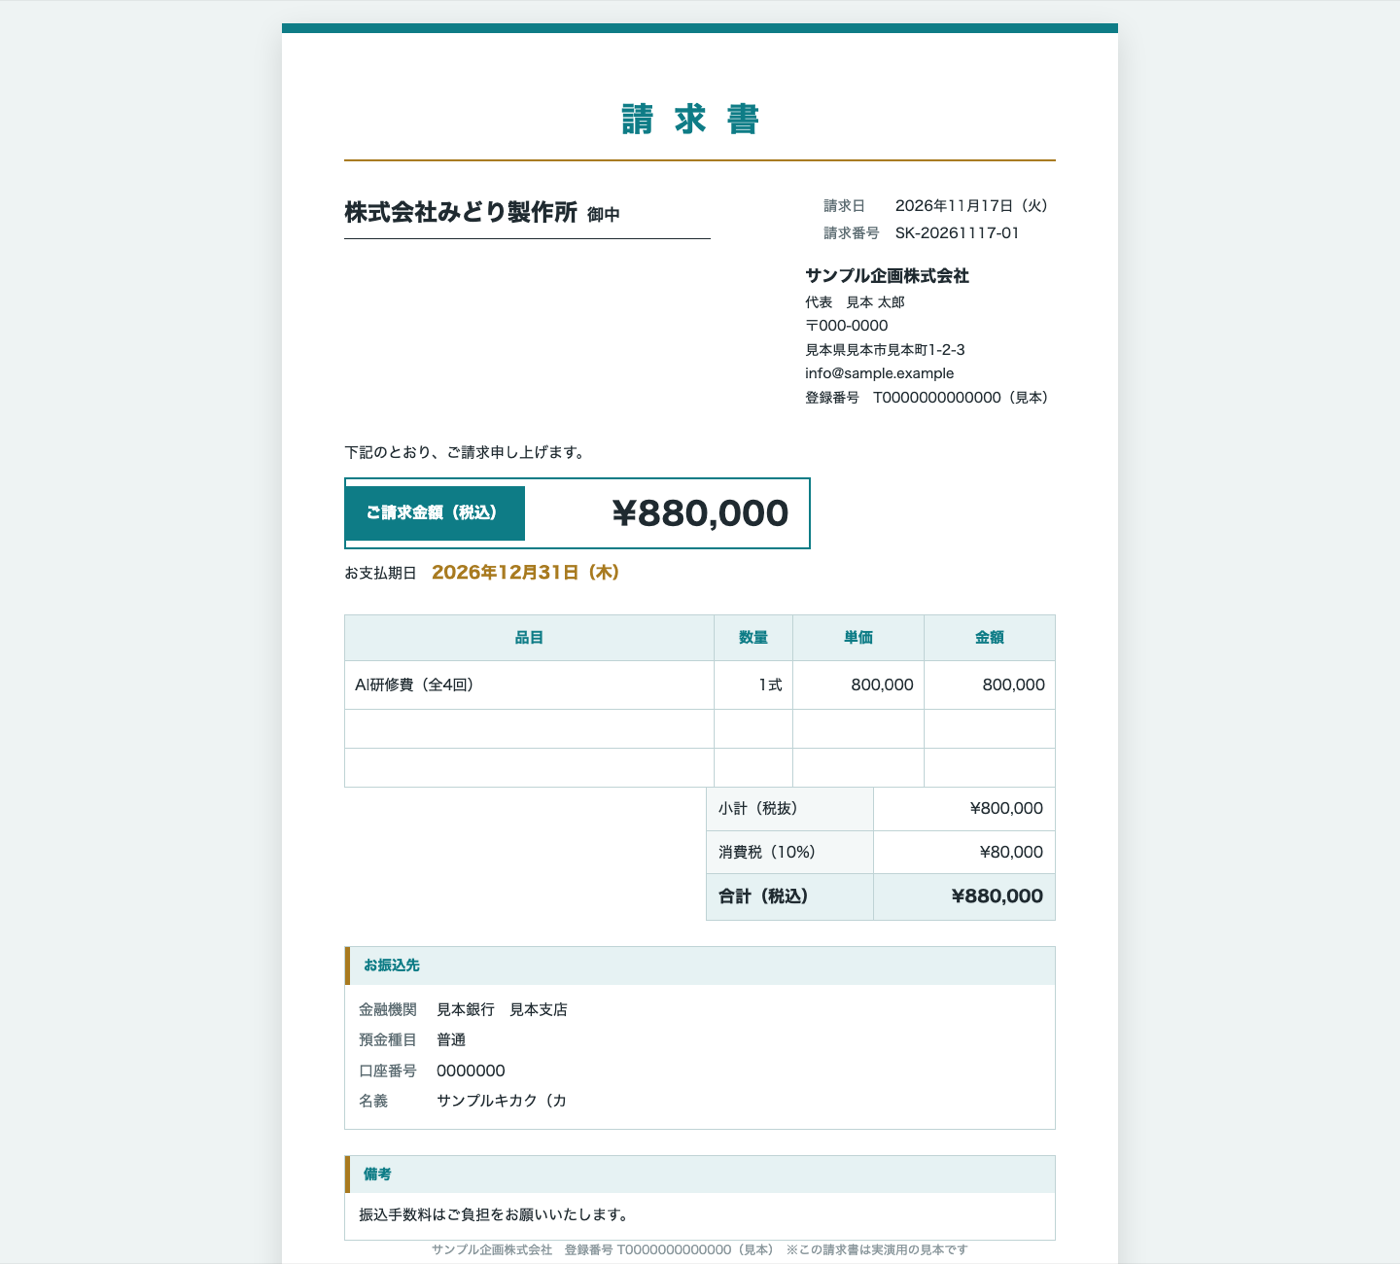 請求書
株式会社みどり製作所 御中
請求日 2026年11月17日（火）
請求番号 SK-20261117-01
サンプル企画株式会社
代表　見本 太郎
〒000-0000
見本県見本市見本町1-2-3
info@sample.example
登録番号　T0000000000000（見本）
下記のとおり、ご請求申し上げます。
ご請求金額（税込） ¥880,000
お支払期日 2026年12月31日（木）
品目 数量 単価 金額
AI研修費（全4回） 1式 800,000 800,000
小計（税抜） ¥800,000
消費税（10%） ¥80,000
合計（税込） ¥880,000
お振込先
金融機関 見本銀行　見本支店
預金種目 普通
口座番号 0000000
名義 サンプルキカク（カ
備考
振込手数料はご負担をお願いいたします。
サンプル企画株式会社　登録番号 T0000000000000（見本）　※この請求書は実演用の見本です